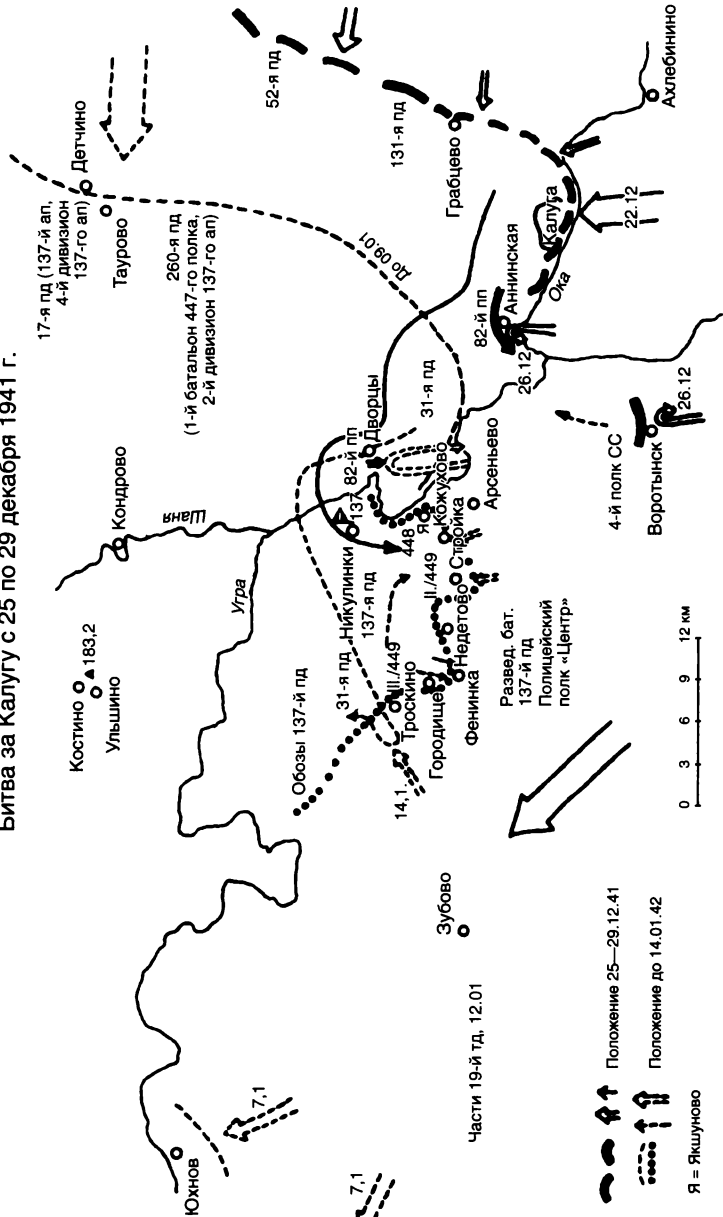 Битва за Калугу с 25 по 29 декабря 1941 г.
52-я пд
131-я пд
Грабцево
Ахлебинино
Детчино
Таурово
17-я пд (137-й ап,
4-й дивизион
137-го ап)
260-я пд
(1-й батальон 447-го полка,
2-й дивизион 137-го ап)
До 09.01
Калуга
22.12
Ока
Аннинская
82-й пп
26.12
31-я пд
Дворцы
82-й пп
Кожухово
Арсеньево
4-й полк СС
Воротынск
26.12
Кондрово
Шаня
Угра
137
Никулинки
137-я пд
448
Я
Стройка
II./449
Недетово
Фенинка
Городище
Троскино
III./449
31-я пд
Обозы 137-й пд
14,1
Развед. бат.
137-й пд
Полицейский
полк «Центр»
Костино
183,2
Ульшино
Зубово
Части 19-й тд, 12.01
Юхнов
7,1
7,1
0 3 6 9 12 км
Положение 25—29.12.41
Положение до 14.01.42
Я = Якшуново